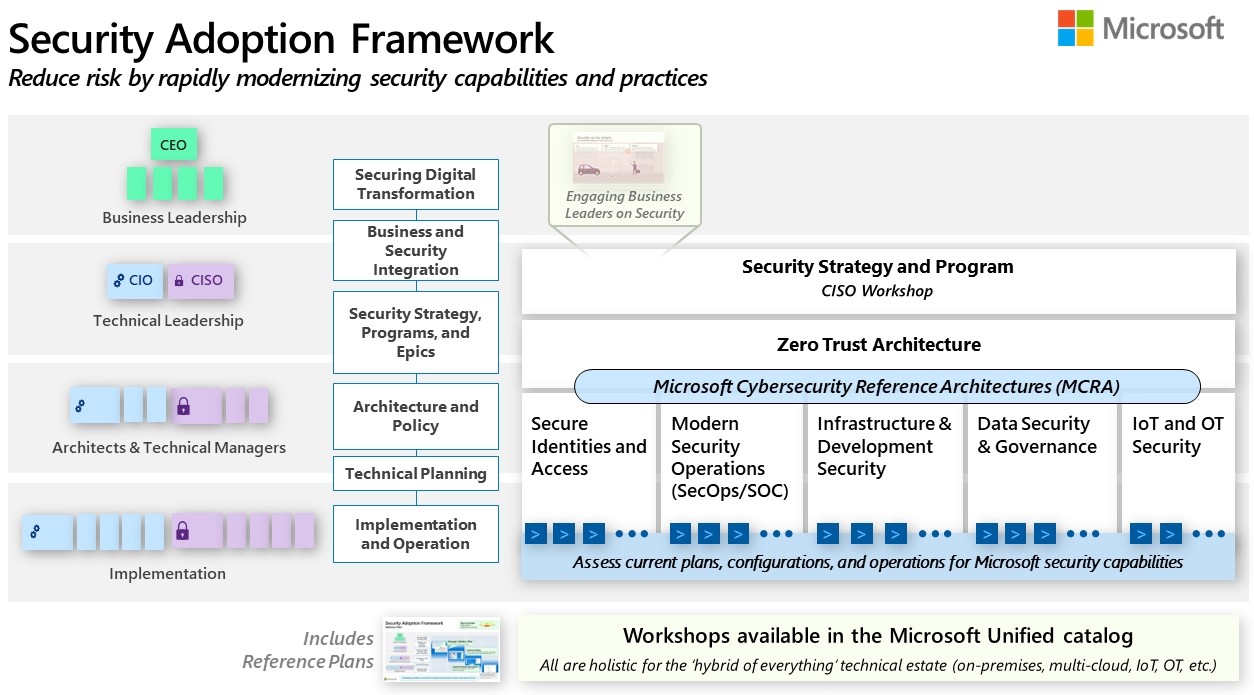 Security Adoption Framework
Reduce risk by rapidly modernizing security capabilities and practices
Microsoft
CEO
Business Leadership
CIO
CISO
Technical Leadership
Architects & Technical Managers
Implementation
Securing Digital
Transformation
Business and
Security
Integration
Security Strategy,
Programs, and
Epics
Architecture and
Policy
Technical Planning
Implementation
and Operation
Engaging Business
Leaders on Security
Security Strategy and Program
CISO Workshop
Zero Trust Architecture
Microsoft Cybersecurity Reference Architectures (MCRA)
Secure
Identities and
Access
Modern
Security
Operations
(SecOps/SOC)
Infrastructure &
Development
Security
Data Security
& Governance
IoT and OT
Security
Assess current plans, configurations, and operations for Microsoft security capabilities
Includes
Reference Plans
Security Adoption Framework
Workshops available in the Microsoft Unified catalog
All are holistic for the ‘hybrid of everything’ technical estate (on-premises, multi-cloud, IoT, OT, etc.)